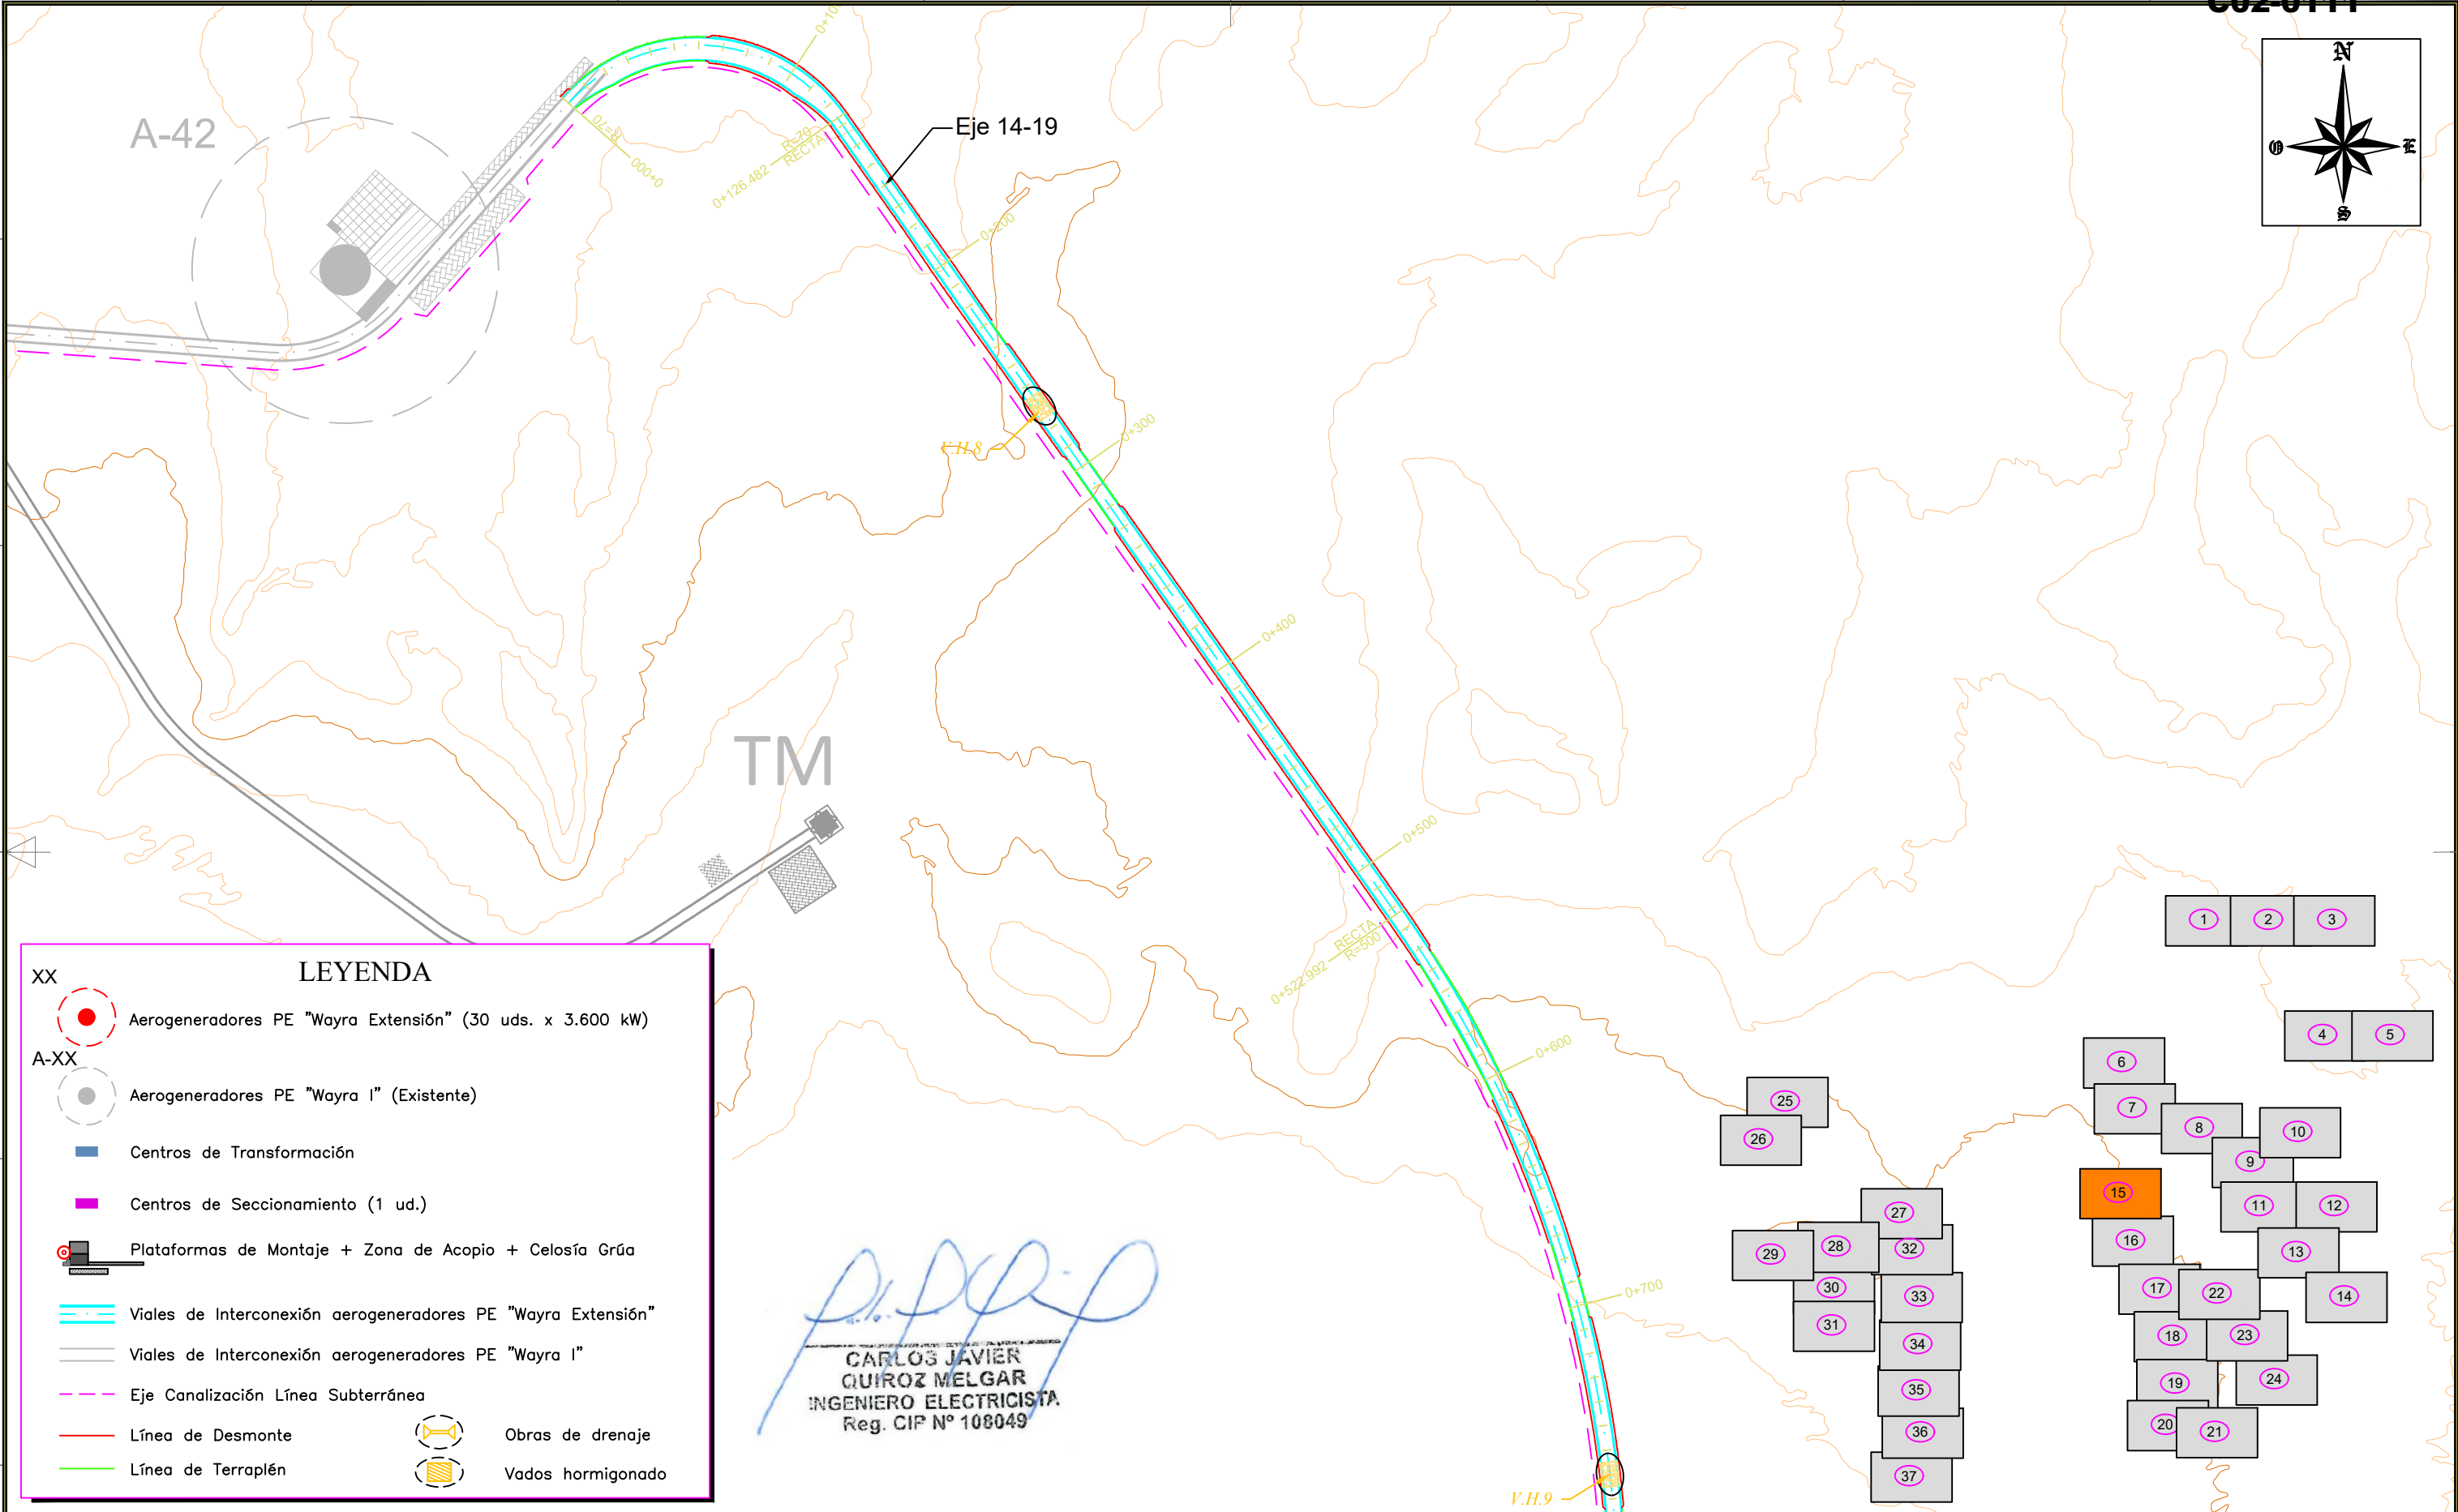 C02-0111
N
O
E
S
A-42
0+100
R=70
0+000
Eje 14-19
R=70
RECTA
0+126.482
0+200
V.H.8
0+300
0+400
TM
0+500
RECTA
R=500
0+522.992
0+600
0+700
V.H.9
LEYENDA
XX
Aerogeneradores PE "Wayra Extensión" (30 uds. x 3.600 kW)
A-XX
Aerogeneradores PE "Wayra I" (Existente)
Centros de Transformación
Centros de Seccionamiento (1 ud.)
Plataformas de Montaje + Zona de Acopio + Celosía Grúa
Viales de Interconexión aerogeneradores PE "Wayra Extensión"
Viales de Interconexión aerogeneradores PE "Wayra I"
Eje Canalización Línea Subterránea
Línea de Desmonte
Obras de drenaje
Línea de Terraplén
Vados hormigonado
CARLOS JAVIER
QUIROZ MELGAR
INGENIERO ELECTRICISTA
Reg. CIP Nº 108049
1
2
3
4
5
6
7
8
9
10
11
12
13
14
15
16
17
18
19
20
21
22
23
24
25
26
27
28
29
30
31
32
33
34
35
36
37